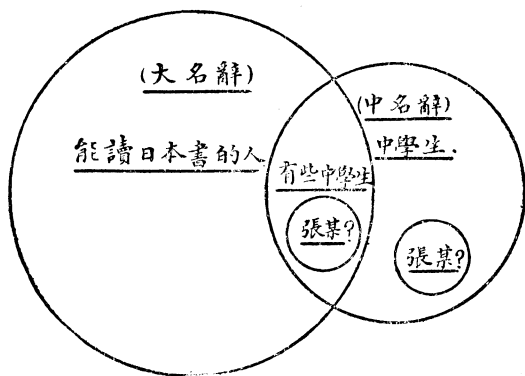 (大名辭)
能讀日本書的人
(中名辭)
中學生.
有些中學生
張某?
張某?